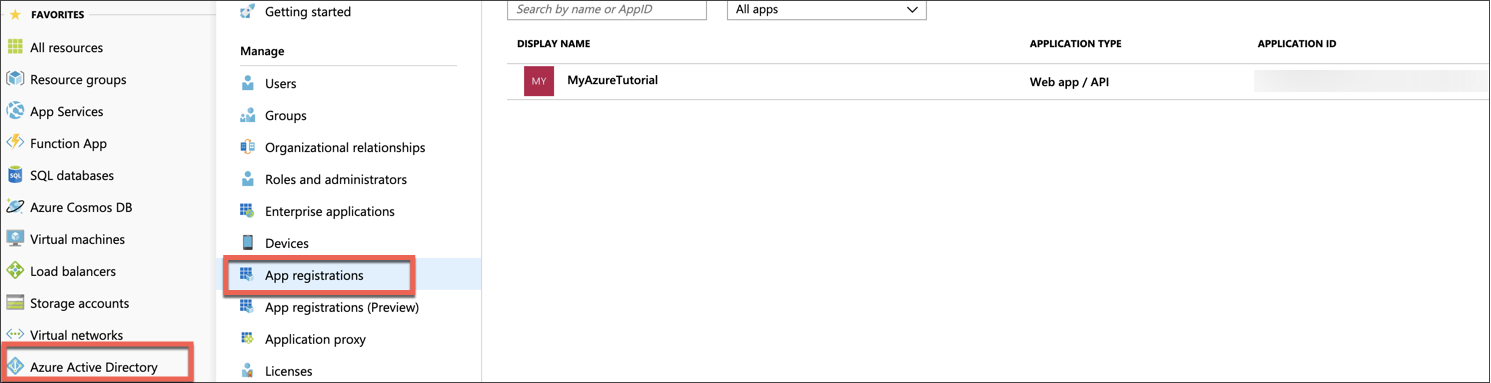 FAVORITES
All resources
Resource groups
App Services
Function App
SQL databases
Azure Cosmos DB
Virtual machines
Load balancers
Storage accounts
Virtual networks
Azure Active Directory
Getting started
Manage
Users
Groups
Organizational relationships
Roles and administrators
Enterprise applications
Devices
App registrations
App registrations (Preview)
Application proxy
Licenses
Search by name or AppID
All apps
DISPLAY NAME APPLICATION TYPE APPLICATION ID
MY MyAzureTutorial Web app / API